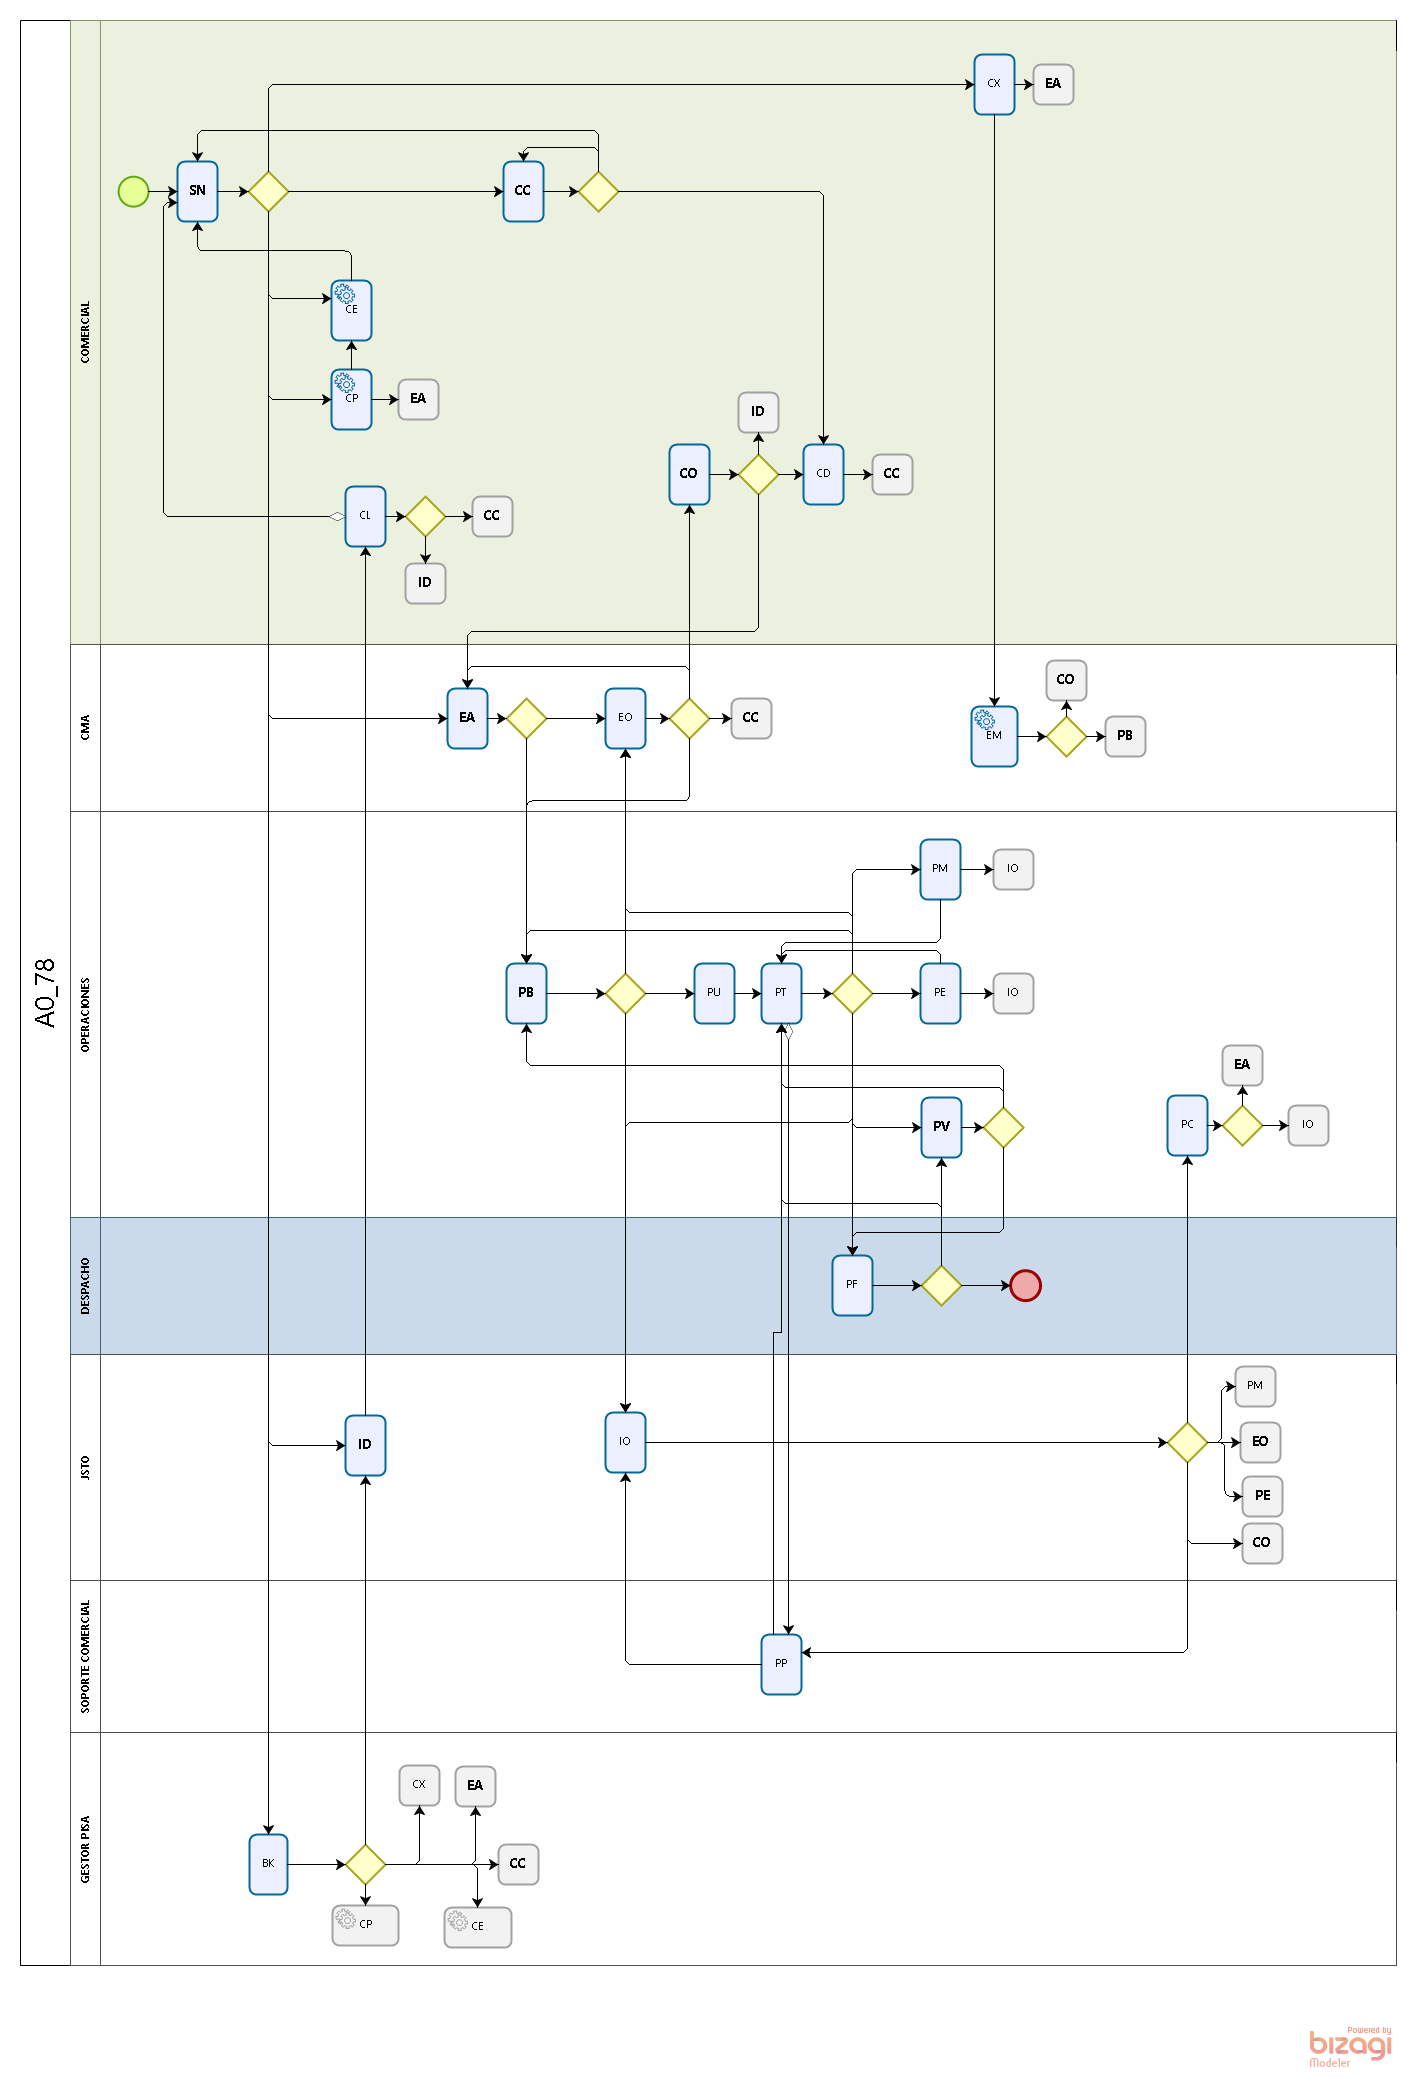 A0_78
COMERCIAL
CX
EA
SN
CC
CE
CP
EA
ID
CO
CD
CC
CL
CC
ID
CMA
EA
EO
CC
CO
EM
PB
OPERACIONES
PM
IO
PB
PU
PT
PE
IO
EA
PV
PC
IO
DESPACHO
PF
JSTO
PM
ID
IO
EO
PE
CO
SOPORTE COMERCIAL
PP
GESTOR PISA
CX
EA
BK
CC
CP
CE
Powered by
bizagi
Modeler